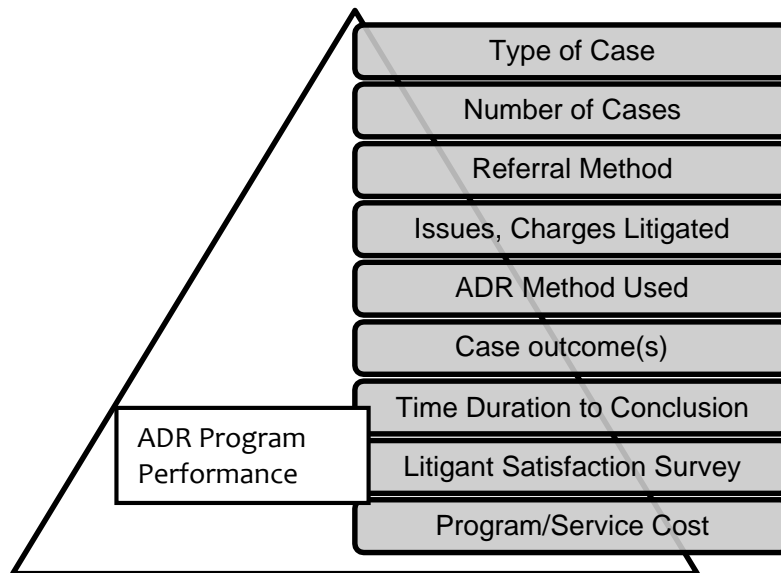 Type of Case
Number of Cases
Referral Method
Issues, Charges Litigated
ADR Method Used
Case outcome(s)
Time Duration to Conclusion
Litigant Satisfaction Survey
Program/Service Cost
ADR Program
Performance